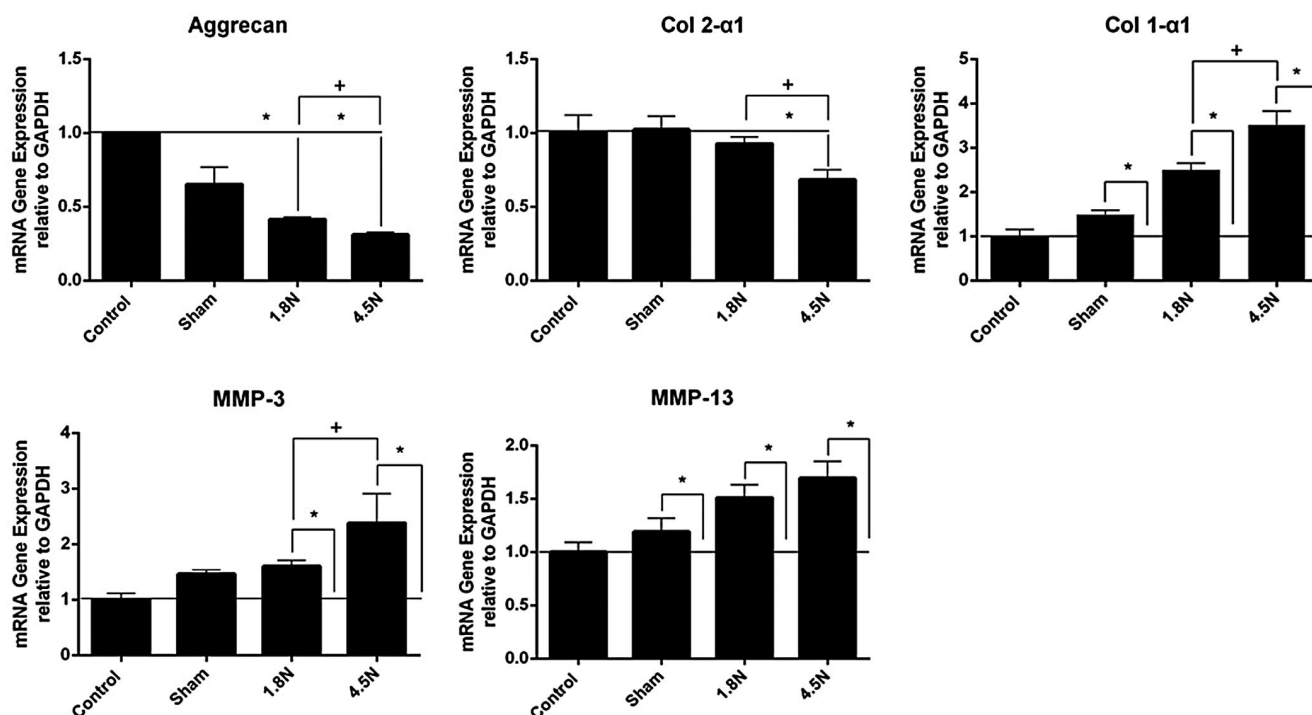 Aggrecan
mRNA Gene Expression
relative to GAPDH
1.5
1.0
0.5
0.0
+
* *
Control
Sham
1.8N
4.5N
Col 2-α1
mRNA Gene Expression
relative to GAPDH
1.5
1.0
0.5
0.0
+
*
Control
Sham
1.8N
4.5N
Col 1-α1
mRNA Gene Expression
relative to GAPDH
5
4
3
2
1
0
+
*
*
*
Control
Sham
1.8N
4.5N
MMP-3
mRNA Gene Expression
relative to GAPDH
4
3
2
1
0
+
*
*
Control
Sham
1.8N
4.5N
MMP-13
mRNA Gene Expression
relative to GAPDH
2.0
1.5
1.0
0.5
0.0
*
*
*
Control
Sham
1.8N
4.5N